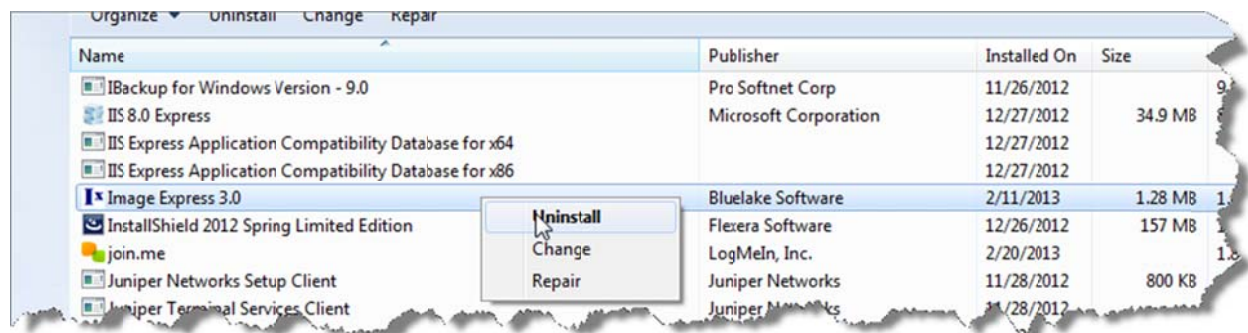 Organize Uninstall Change Repair
Name Publisher Installed On Size
IBackup for Windows Version - 9.0 Pro Softnet Corp 11/26/2012
IIS 8.0 Express Microsoft Corporation 12/27/2012 34.9 MB
IIS Express Application Compatibility Database for x64 12/27/2012
IIS Express Application Compatibility Database for x86 12/27/2012
Image Express 3.0 Bluelake Software 2/11/2013 1.28 MB
InstallShield 2012 Spring Limited Edition Flexera Software 12/26/2012 157 MB
join.me LogMeIn, Inc. 2/20/2013
Juniper Networks Setup Client Juniper Networks 11/28/2012 800 KB
Juniper Terminal Services Client Juniper Networks 11/28/2012
Uninstall
Change
Repair